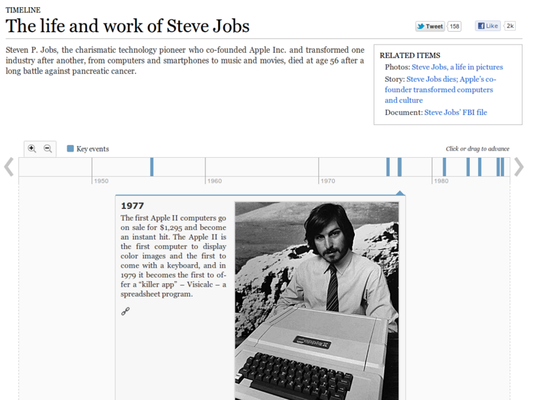 TIMELINE
The life and work of Steve Jobs
Tweet 158 Like 2k
Steven P. Jobs, the charismatic technology pioneer who co-founded Apple Inc. and transformed one
industry after another, from computers and smartphones to music and movies, died at age 56 after a
long battle against pancreatic cancer.
RELATED ITEMS
Photos: Steve Jobs, a life in pictures
Story: Steve Jobs dies; Apple's co-
founder transformed computers
and culture
Document: Steve Jobs' FBI file
Key events
Click or drag to advance
1950 1960 1970 1980
1977
The first Apple II computers go
on sale for $1,295 and become
an instant hit. The Apple II is
the first computer to display
color images and the first to
come with a keyboard, and in
1979 it becomes the first to of-
fer a "killer app" – Visicalc – a
spreadsheet program.